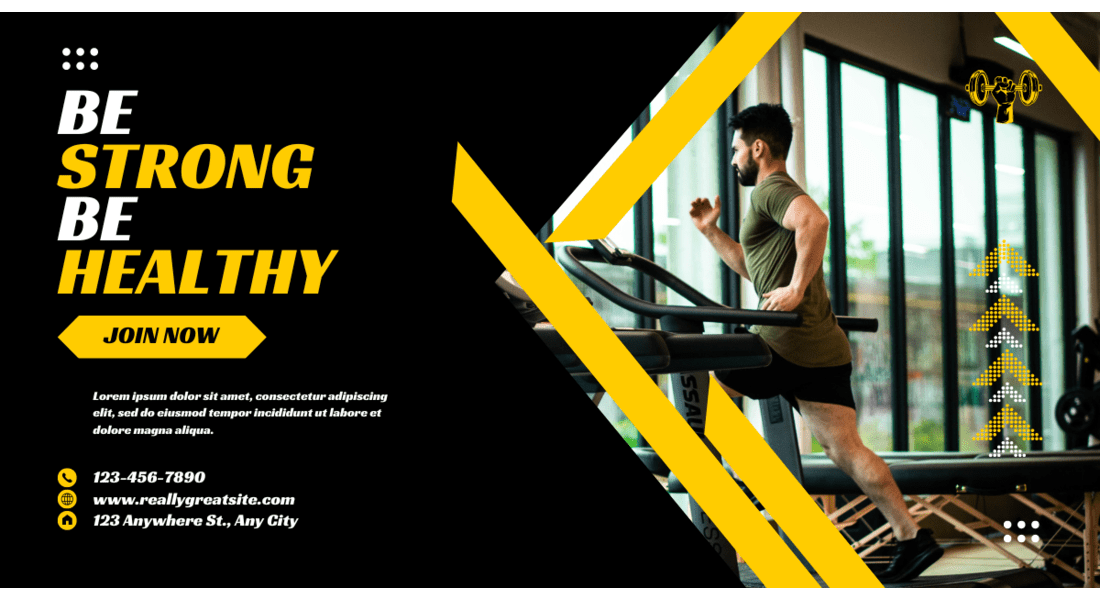 BE
STRONG
BE
HEALTHY
JOIN NOW
Lorem ipsum dolor sit amet, consectetur adipiscing
elit, sed do eiusmod tempor incididunt ut labore et
dolore magna aliqua.
123-456-7890
www.reallygreatsite.com
123 Anywhere St., Any City